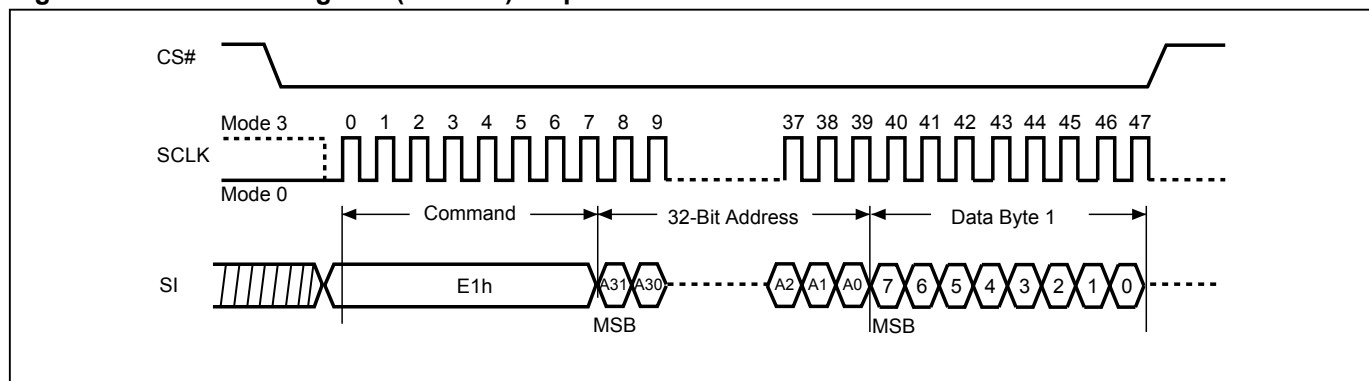 CS#
Mode 3 0 1 2 3 4 5 6 7 8 9 37 38 39 40 41 42 43 44 45 46 47
SCLK
Mode 0
Command 32-Bit Address Data Byte 1
SI E1h A31 A30 A2 A1 A0 7 6 5 4 3 2 1 0
MSB MSB